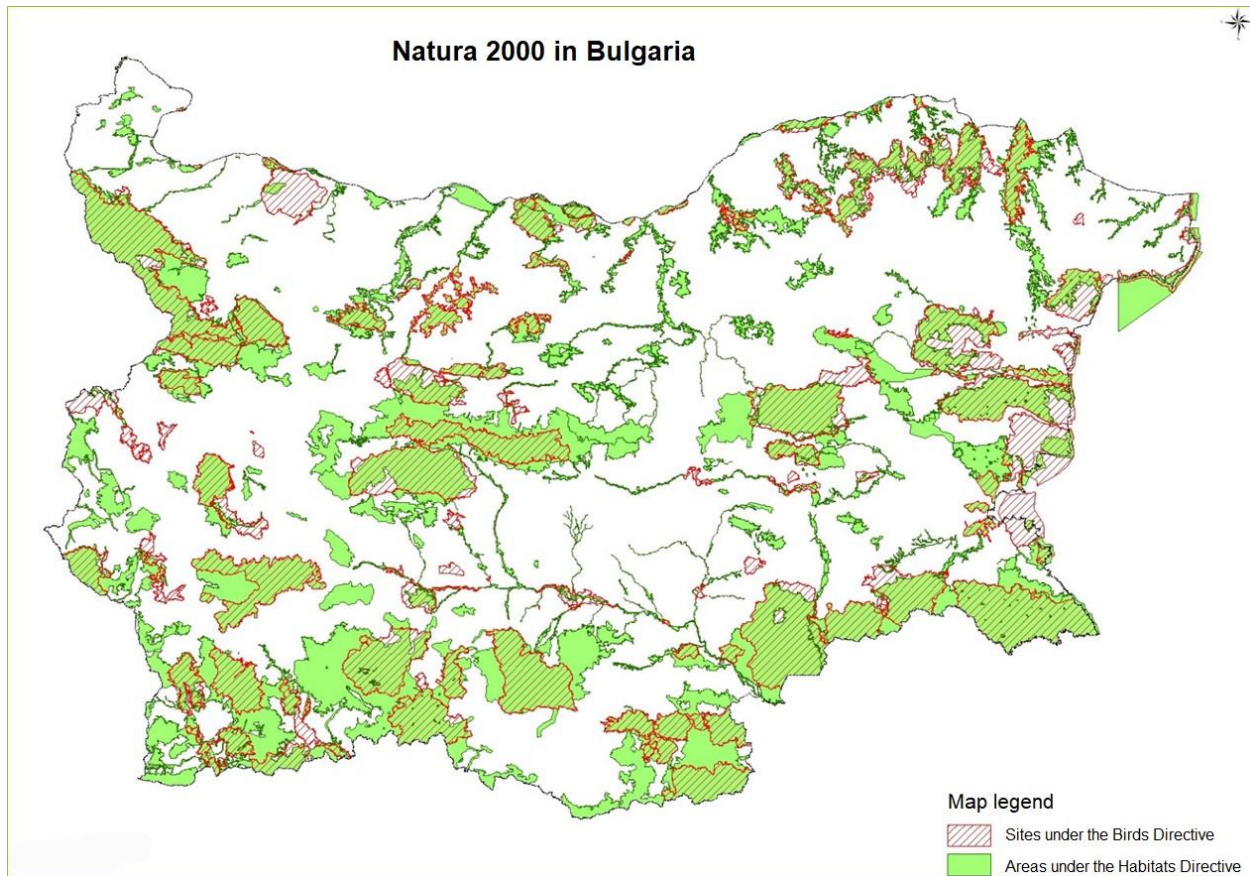 Natura 2000 in Bulgaria
Map legend
Sites under the Birds Directive
Areas under the Habitats Directive